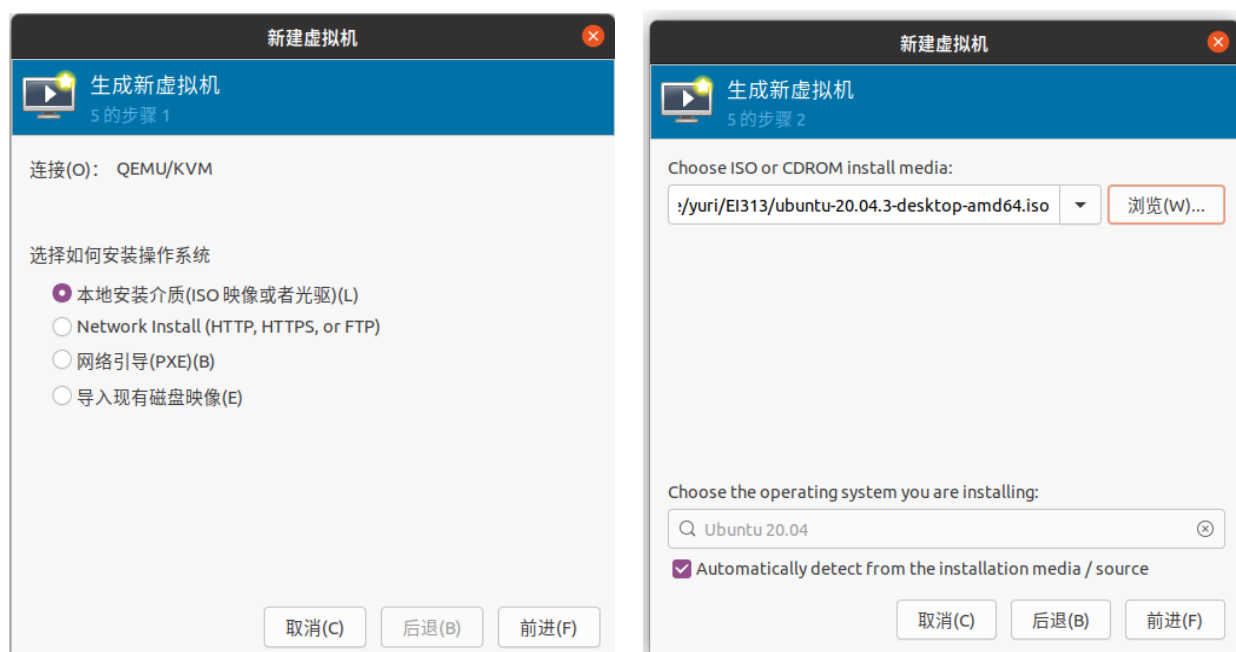 新建虚拟机
生成新虚拟机
5 的步骤 1
连接(O)： QEMU/KVM
选择如何安装操作系统
本地安装介质(ISO 映像或者光驱)(L)
Network Install (HTTP, HTTPS, or FTP)
网络引导(PXE)(B)
导入现有磁盘映像(E)
取消(C) 后退(B) 前进(F)
新建虚拟机
生成新虚拟机
5 的步骤 2
Choose ISO or CDROM install media:
/yuri/EI313/ubuntu-20.04.3-desktop-amd64.iso 浏览(W)...
Choose the operating system you are installing:
Ubuntu 20.04
Automatically detect from the installation media / source
取消(C) 后退(B) 前进(F)